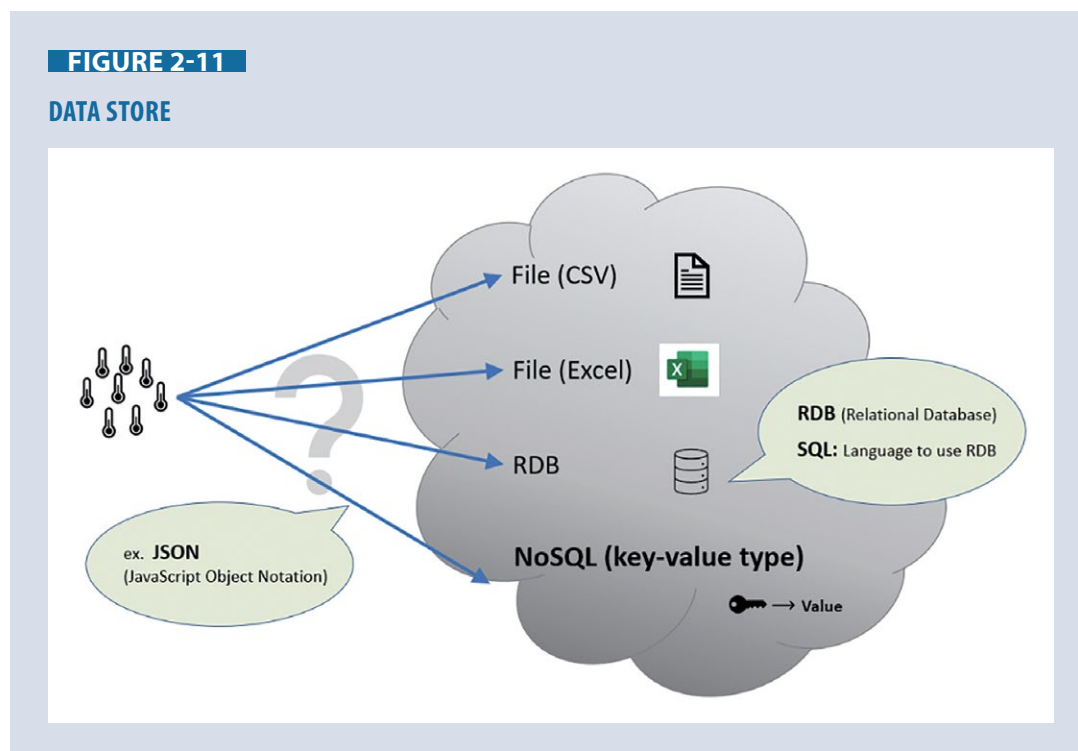 FIGURE 2-11
DATA STORE
File (CSV)
File (Excel)
X
RDB
RDB (Relational Database)
SQL: Language to use RDB
?
ex. JSON
(JavaScript Object Notation)
NoSQL (key-value type)
→ Value